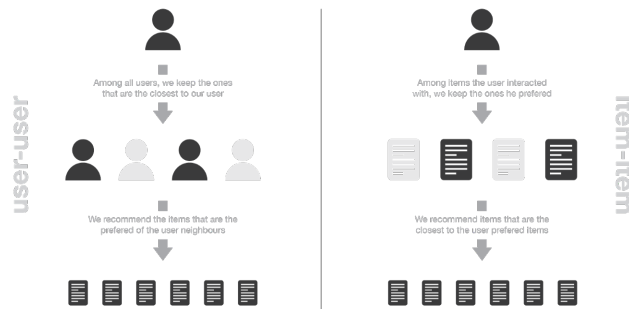 user-user
Among all users, we keep the ones
that are the closest to our user
We recommend the items that are the
prefered of the user neighbours
Among items the user interacted
with, we keep the ones he prefered
We recommend items that are the
closest to the user prefered items
item-item